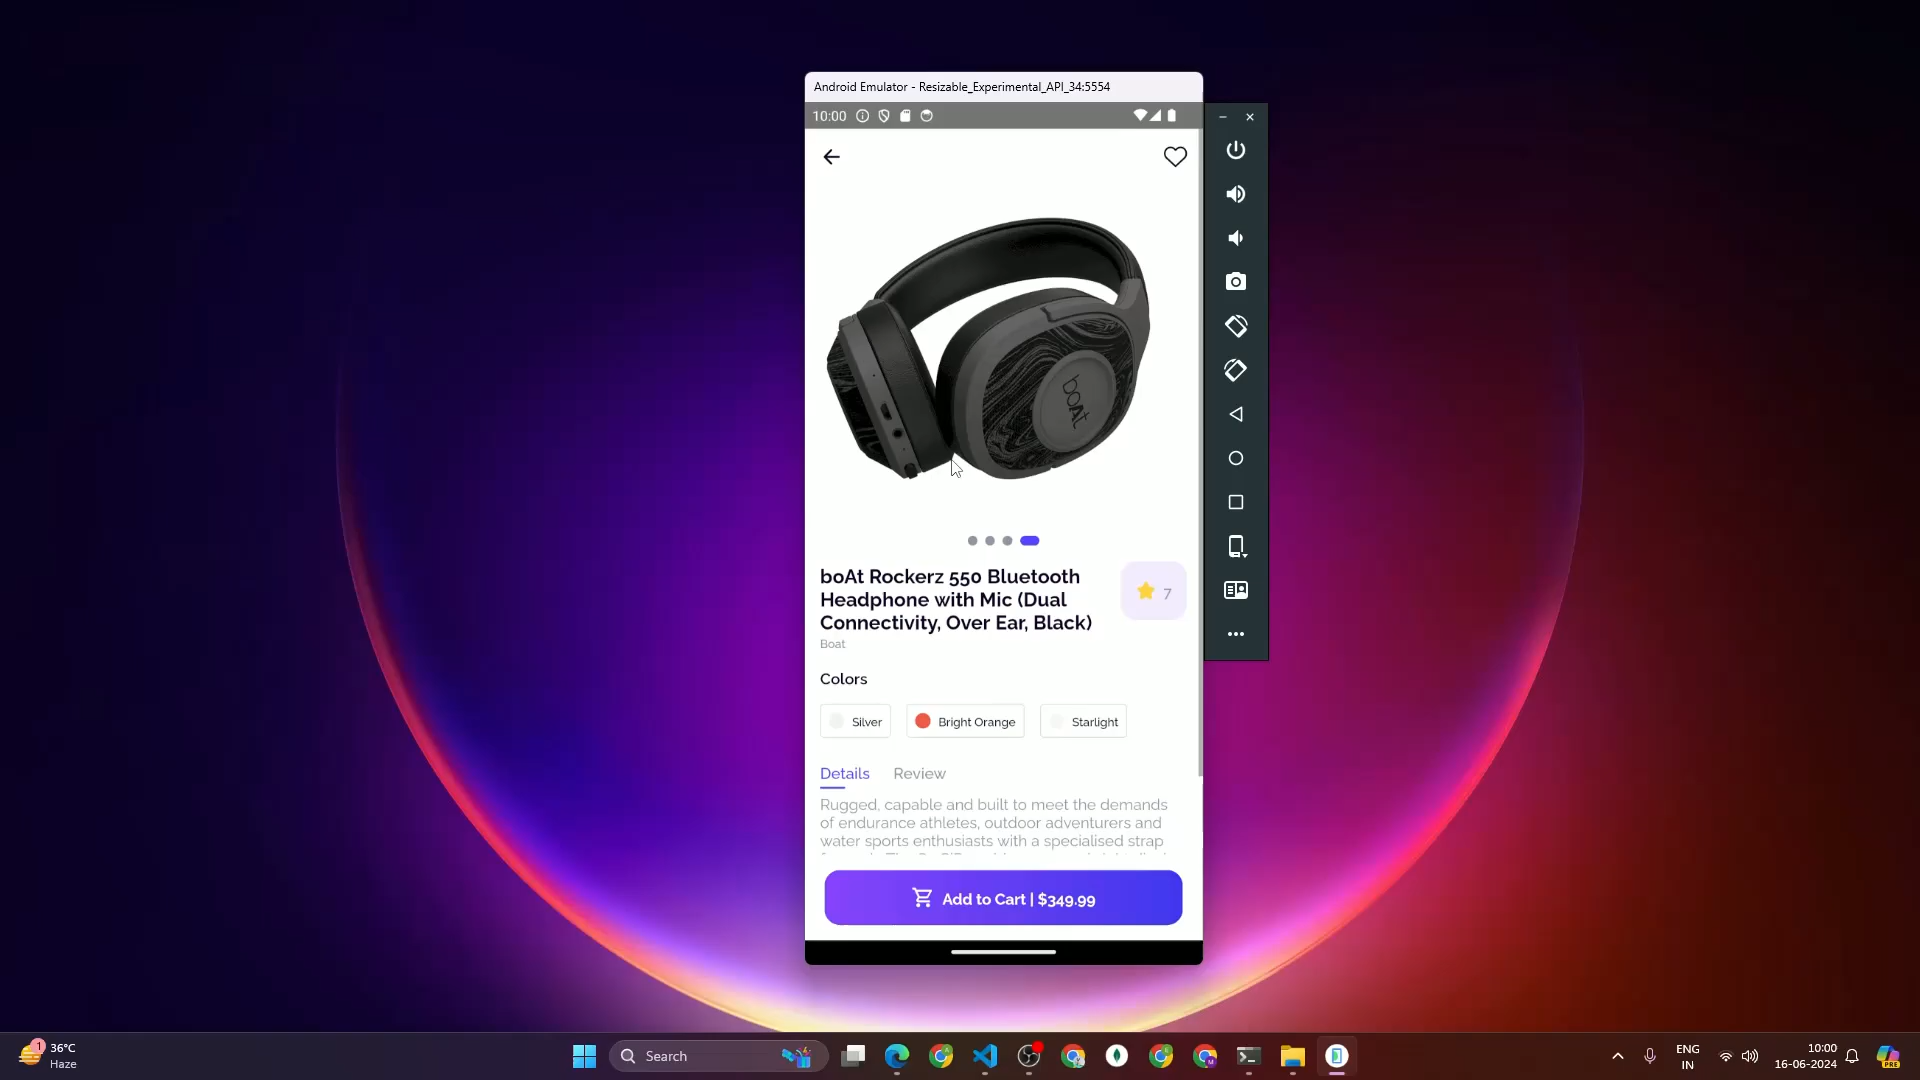 Android Emulator - Resizable_Experimental_API_34:5554
10:00
boAt
boAt Rockerz 550 Bluetooth
Headphone with Mic (Dual
Connectivity, Over Ear, Black)
7
Boat
Colors
Silver
Bright Orange
Starlight
Details
Review
Rugged, capable and built to meet the demands
of endurance athletes, outdoor adventurers and
water sports enthusiasts with a specialised strap
Add to Cart | $349.99
1
36°C
Haze
Search
ENG
IN
10:00
16-06-2024
PRE